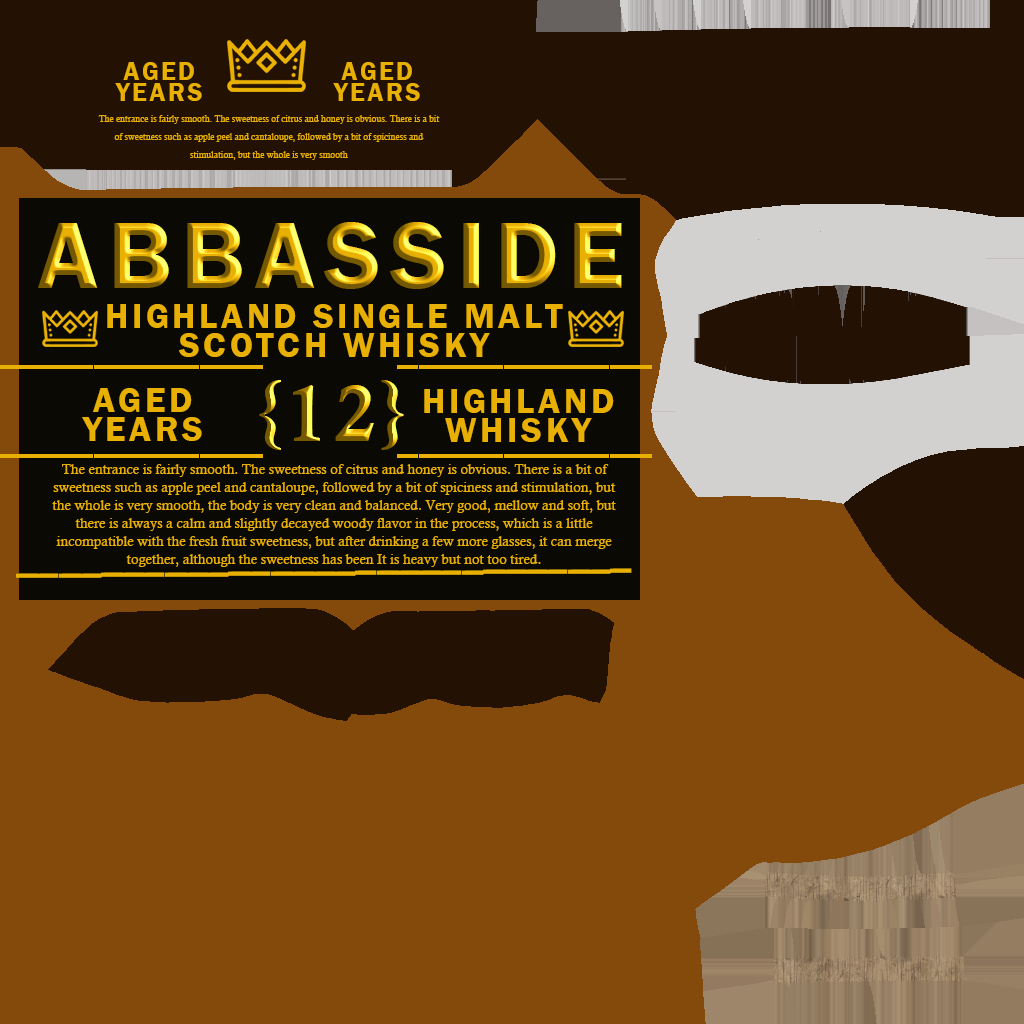 AGED YEARS
AGED YEARS
The entrance is fairly smooth. The sweetness of citrus and honey is obvious. There is a bit
of sweetness such as apple peel and cantaloupe, followed by a bit of spiciness and
stimulation, but the whole is very smooth
ABBASSIDE
HIGHLAND SINGLE MALT
SCOTCH WHISKY
AGED
YEARS
{12}
HIGHLAND
WHISKY
The entrance is fairly smooth. The sweetness of citrus and honey is obvious. There is a bit of
sweetness such as apple peel and cantaloupe, followed by a bit of spiciness and stimulation, but
the whole is very smooth, the body is very clean and balanced. Very good, mellow and soft, but
there is always a calm and slightly decayed woody flavor in the process, which is a little
incompatible with the fresh fruit sweetness, but after drinking a few more glasses, it can merge
together, although the sweetness has been It is heavy but not too tired.